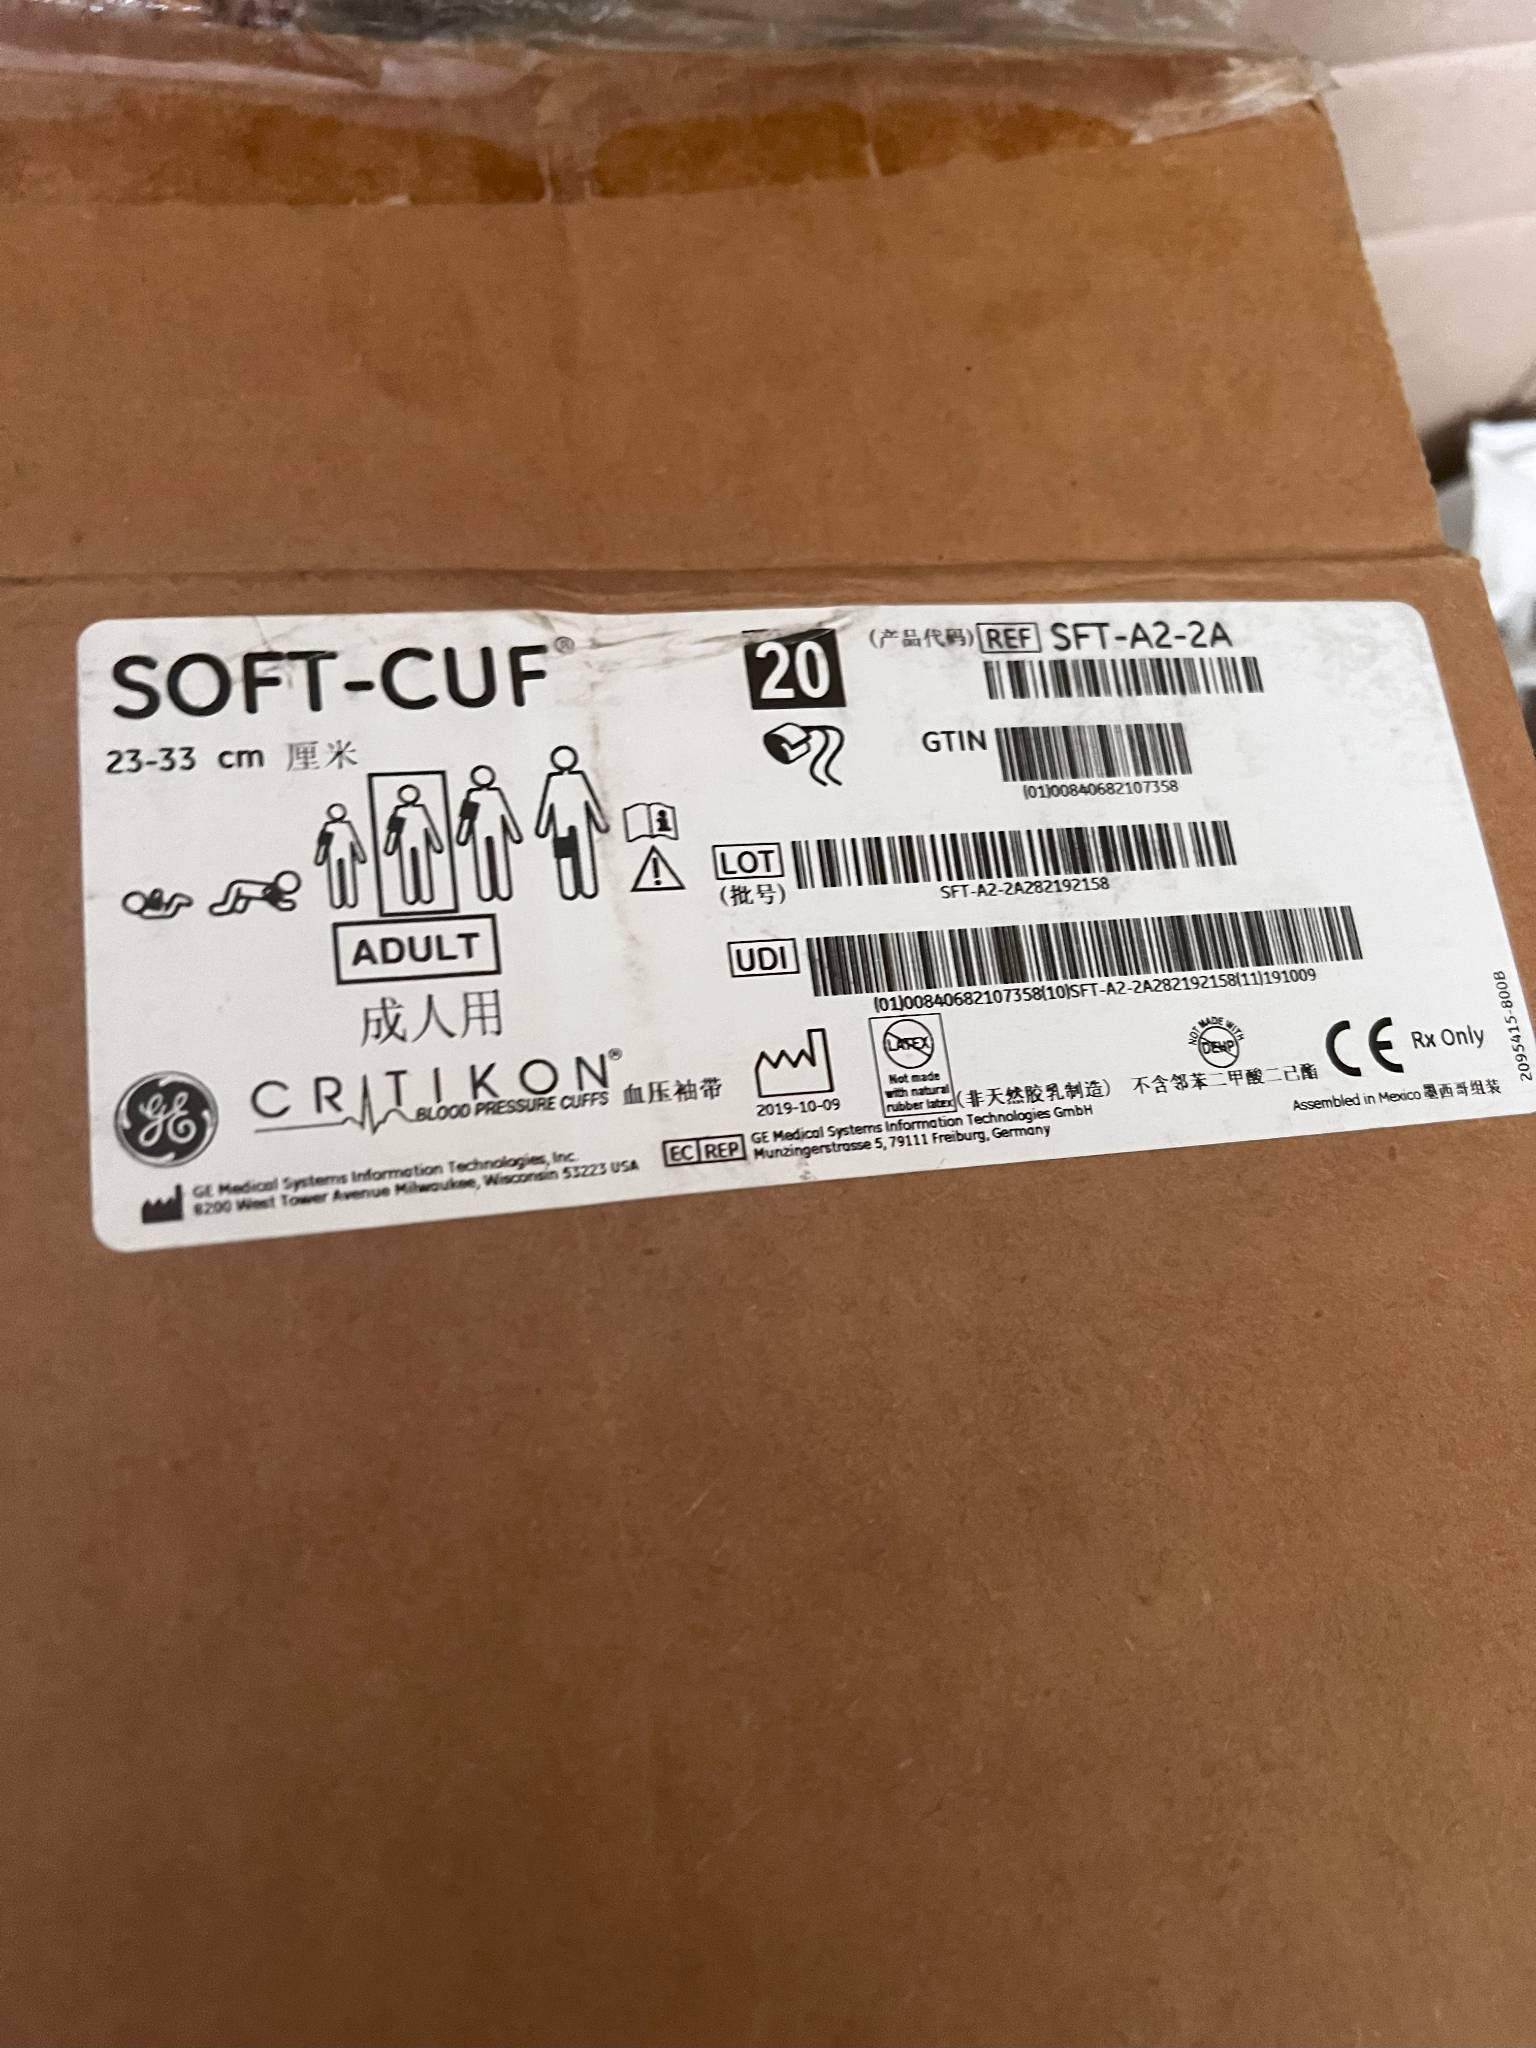 SOFT-CUF®
23-33 cm 厘米
ADULT
成人用
GE
CRITIKON®
BLOOD PRESSURE CUFFS 血压袖带
GE Medical Systems Information Technologies, Inc.
8200 West Tower Avenue Milwaukee, Wisconsin 53223 USA
20
(产品代码) REF SFT-A2-2A
GTIN
(01)00840682107358
LOT
(批号)
SFT-A2-2A282192158
UDI
(01)00840682107358(10)SFT-A2-2A282192158(11)191009
2019-10-09
LATEX
Not made
with natural
rubber latex
(非天然胶乳制造)
NOT MADE WITH
DEHP
不含邻苯二甲酸二己酯
CE Rx Only
Assembled in Mexico 墨西哥组装
EC REP
GE Medical Systems Information Technologies GmbH
Munzingerstrasse 5, 79111 Freiburg, Germany
2095415-800B